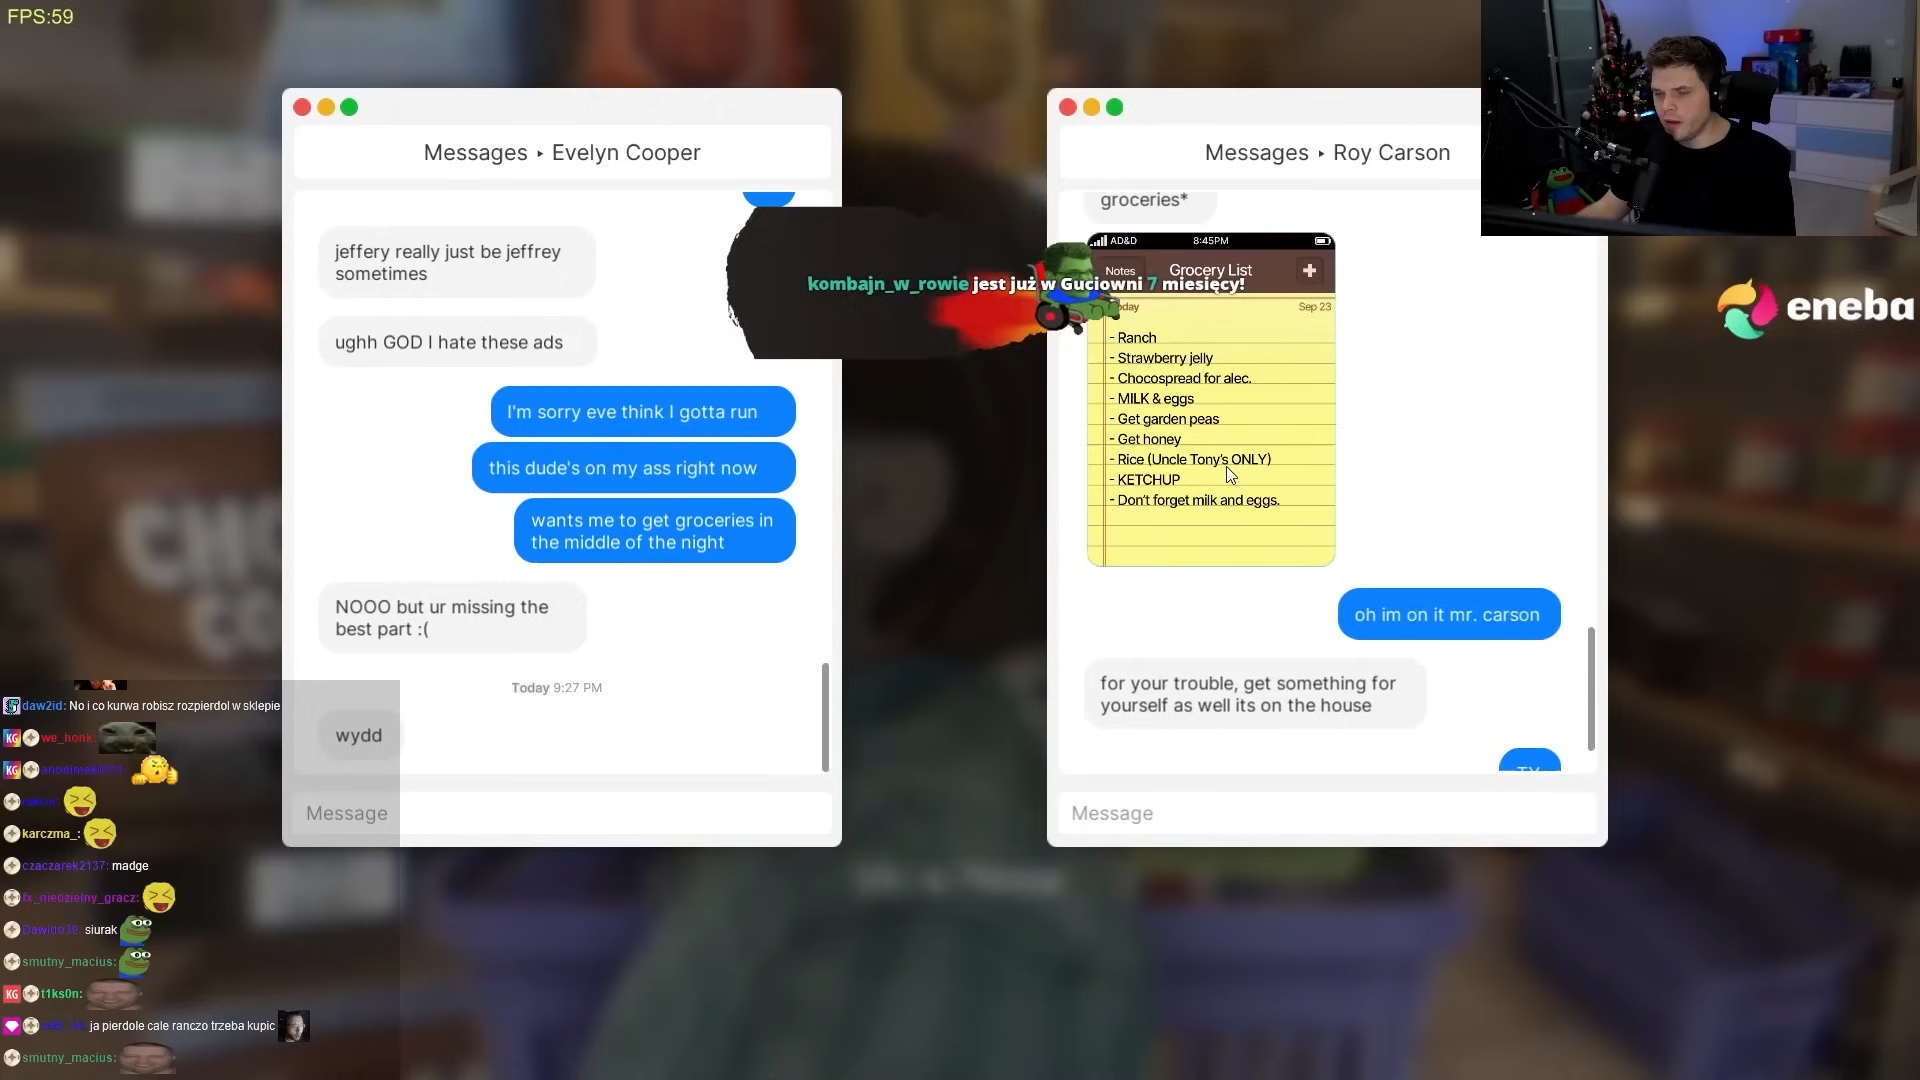 FPS:59
Messages ▸ Evelyn Cooper
jeffery really just be jeffrey
sometimes
ughh GOD I hate these ads
I'm sorry eve think I gotta run
this dude's on my ass right now
wants me to get groceries in
the middle of the night
NOOO but ur missing the
best part :(
Today 9:27 PM
wydd
Message
kombajn_w_rowie jest już w Guciowni 7 miesięcy!
Messages ▸ Roy Carson
groceries*
AD&D 8:45PM
Notes Grocery List
Sep 23
- Ranch
- Strawberry jelly
- Chocospread for alec.
- MILK & eggs
- Get garden peas
- Get honey
- Rice (Uncle Tony's ONLY)
- KETCHUP
- Don't forget milk and eggs.
oh im on it mr. carson
for your trouble, get something for
yourself as well its on the house
Message
eneba
daw2id: No i co kurwa robisz rozpierdol w sklepie
KG we_honk:
KG
karczma_:
czaczarek2137: madge
fx_niedzielny_gracz:
siurak
smutny_macius:
KG t1ks0n:
ja pierdole cale ranczo trzeba kupic
smutny_macius: